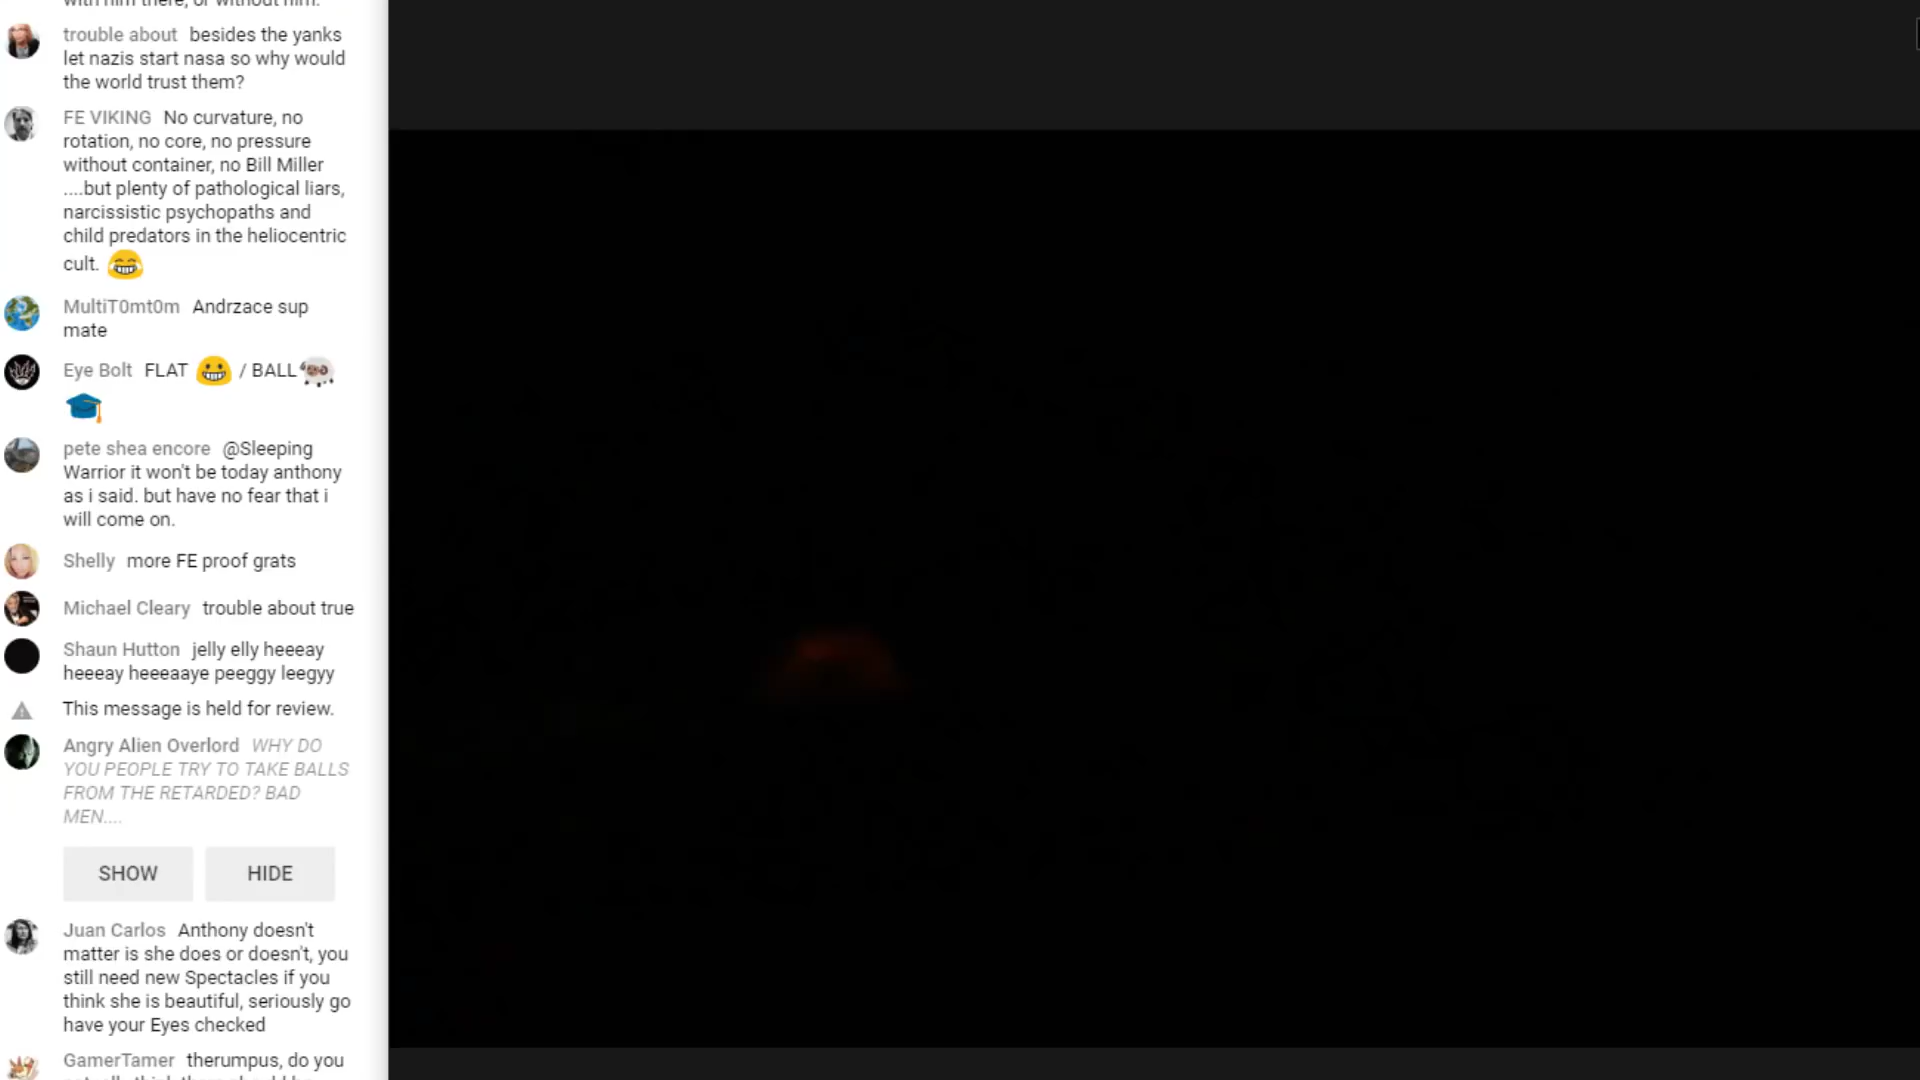 with him there, or without him.
trouble about besides the yanks
let nazis start nasa so why would
the world trust them?
FE VIKING No curvature, no
rotation, no core, no pressure
without container, no Bill Miller
....but plenty of pathological liars,
narcissistic psychopaths and
child predators in the heliocentric
cult.
MultiT0mt0m Andrzace sup
mate
Eye Bolt FLAT / BALL
pete shea encore @Sleeping
Warrior it won't be today anthony
as i said. but have no fear that i
will come on.
Shelly more FE proof grats
Michael Cleary trouble about true
Shaun Hutton jelly elly heeeay
heeeay heeeaaye peeggy leegyy
This message is held for review.
Angry Alien Overlord WHY DO
YOU PEOPLE TRY TO TAKE BALLS
FROM THE RETARDED? BAD
MEN....
SHOW HIDE
Juan Carlos Anthony doesn't
matter is she does or doesn't, you
still need new Spectacles if you
think she is beautiful, seriously go
have your Eyes checked
GamerTamer therumpus, do you